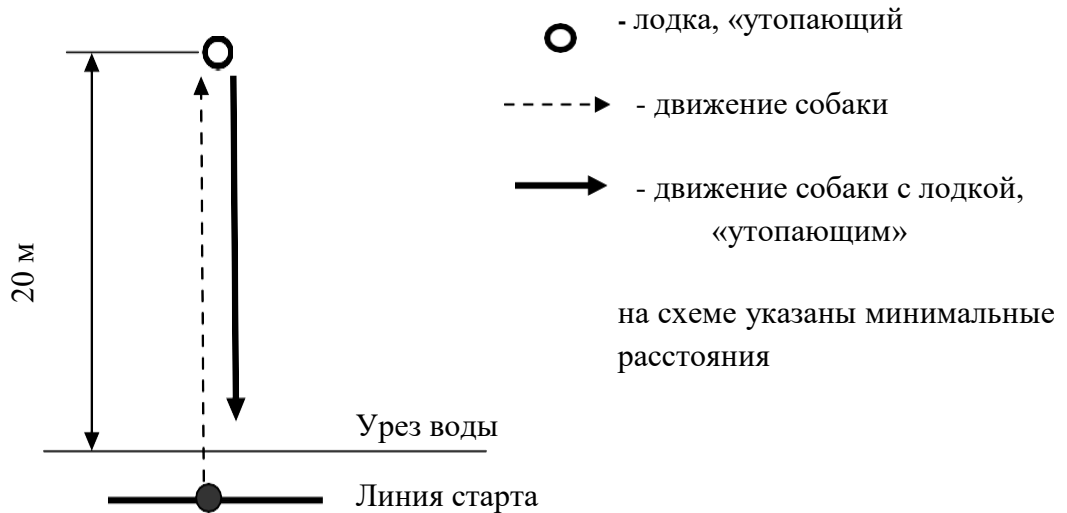 - лодка, «утопающий
- движение собаки
- движение собаки с лодкой,
«утопающим»
20 м
на схеме указаны минимальные
расстояния
Урез воды
Линия старта